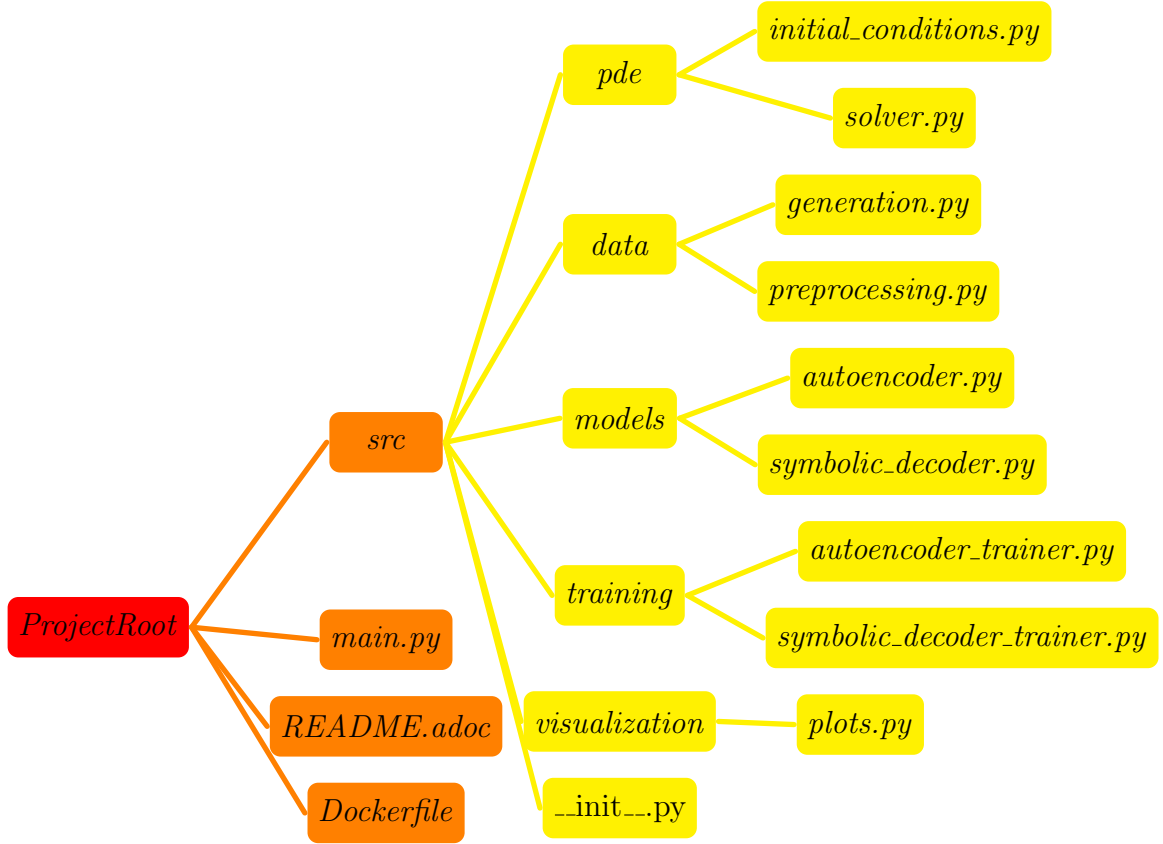 initial_conditions.py
pde
solver.py
generation.py
data
preprocessing.py
autoencoder.py
models
src
symbolic_decoder.py
autoencoder_trainer.py
training
ProjectRoot
main.py
symbolic_decoder_trainer.py
README.adoc
visualization
plots.py
Dockerfile
__init__.py